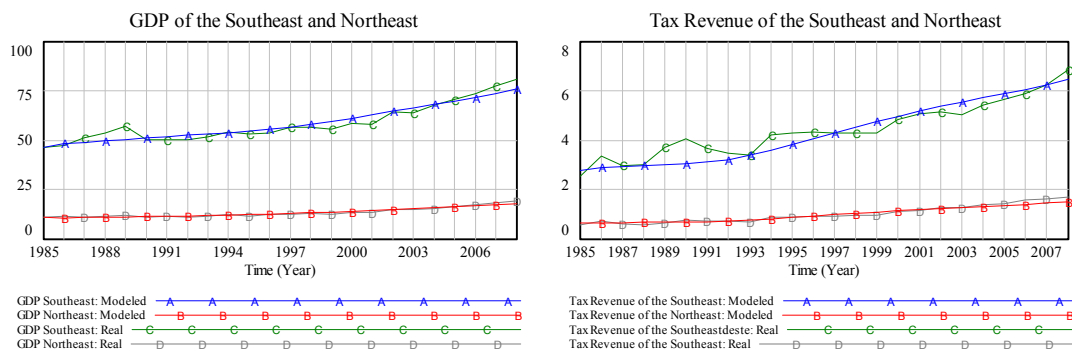 GDP of the Southeast and Northeast
100
75
50
25
0
1985 1988 1991 1994 1997 2000 2003 2006
Time (Year)
GDP Southeast: Modeled A A A A A A A A A
GDP Northeast: Modeled B B B B B B B B B
GDP Southeast: Real C C C C C C C C C
GDP Northeast: Real D D D D D D D D
Tax Revenue of the Southeast and Northeast
8
6
4
2
0
1985 1987 1989 1991 1993 1995 1997 1999 2001 2003 2005 2007
Time (Year)
Tax Revenue of the Southeast: Modeled A A A A A A A
Tax Revenue of the Northeast: Modeled B B B B B B B
Tax Revenue of the Southeastdeste: Real C C C C C C
Tax Revenue of the Southeast: Real D D D D D D